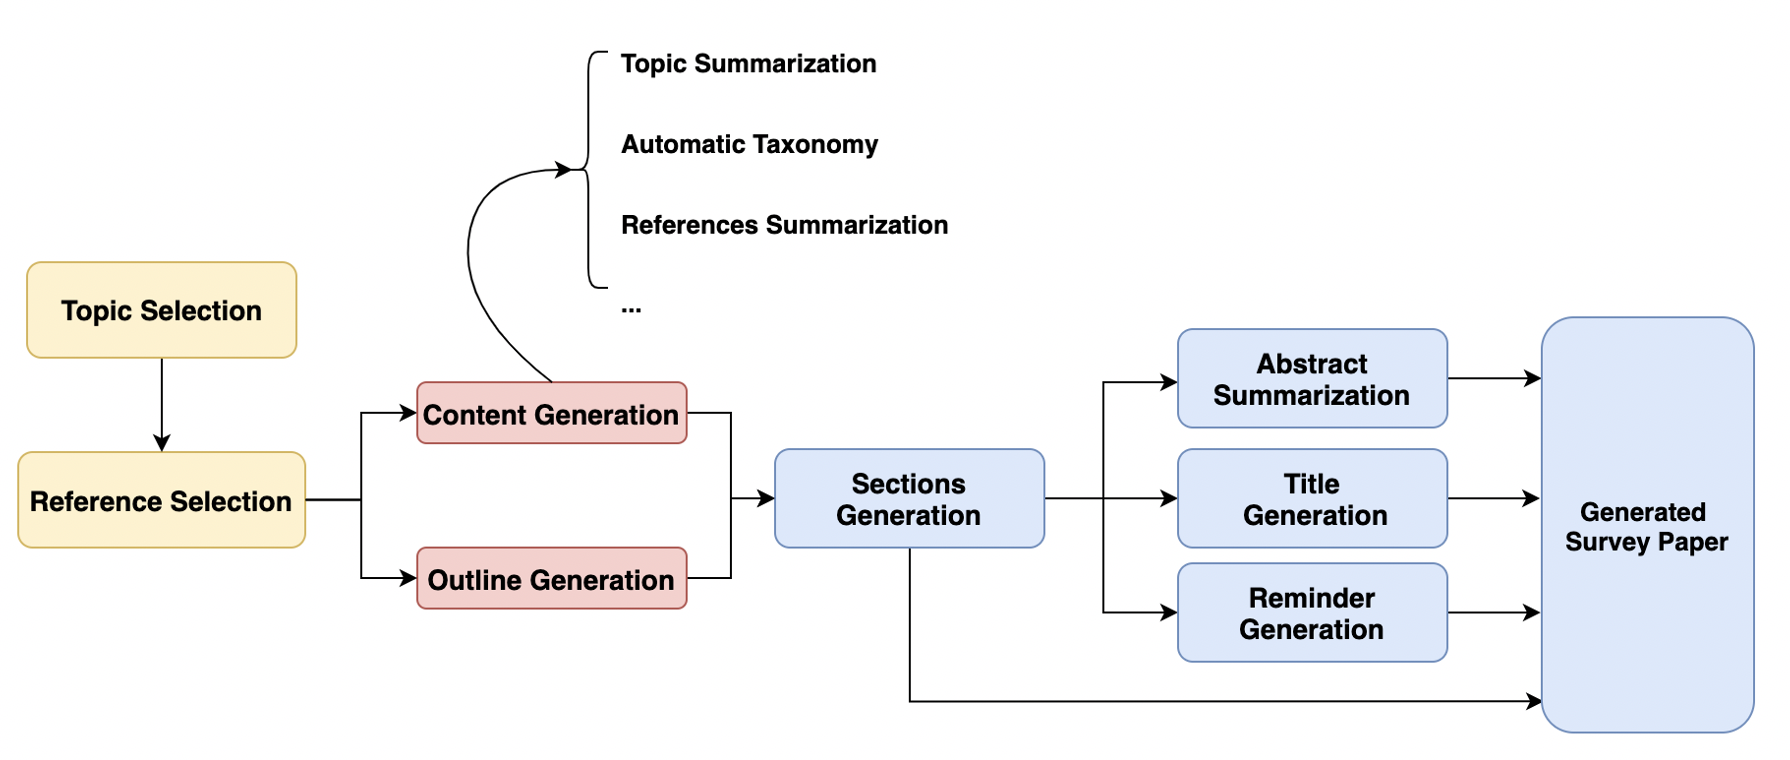 Topic Summarization
Automatic Taxonomy
References Summarization
...
Topic Selection
Reference Selection
Content Generation
Outline Generation
Sections
Generation
Abstract
Summarization
Title
Generation
Reminder
Generation
Generated
Survey Paper